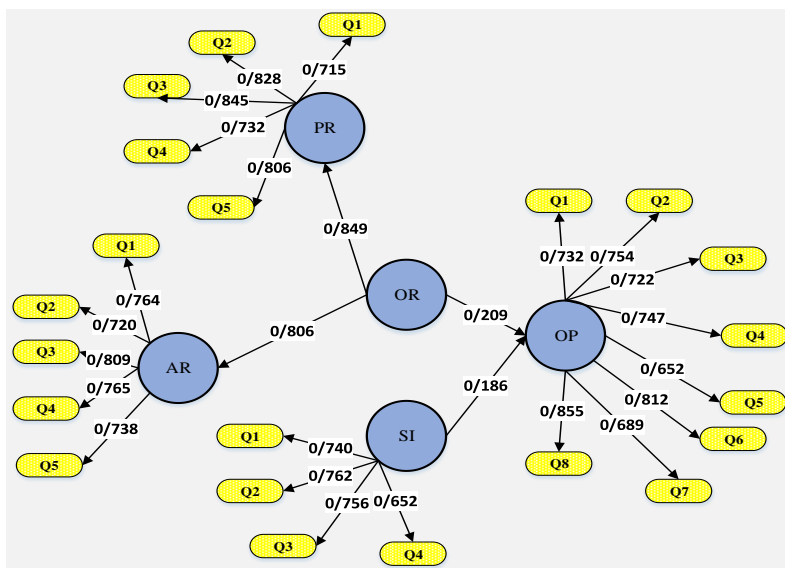 Q1
Q2
0/715
0/828
Q3
0/845
0/732
PR
Q4
0/806
Q5
0/849
Q1
0/764
Q2
0/720
Q3
0/809
AR
0/765
Q4
0/738
Q5
0/806
OR
0/209
Q1
Q2
0/732
0/754
0/722
Q3
0/747
Q4
OP
0/652
Q5
0/812
Q6
0/855
0/689
Q8
Q7
0/186
SI
Q1
0/740
0/762
Q2
0/756
0/652
Q3
Q4